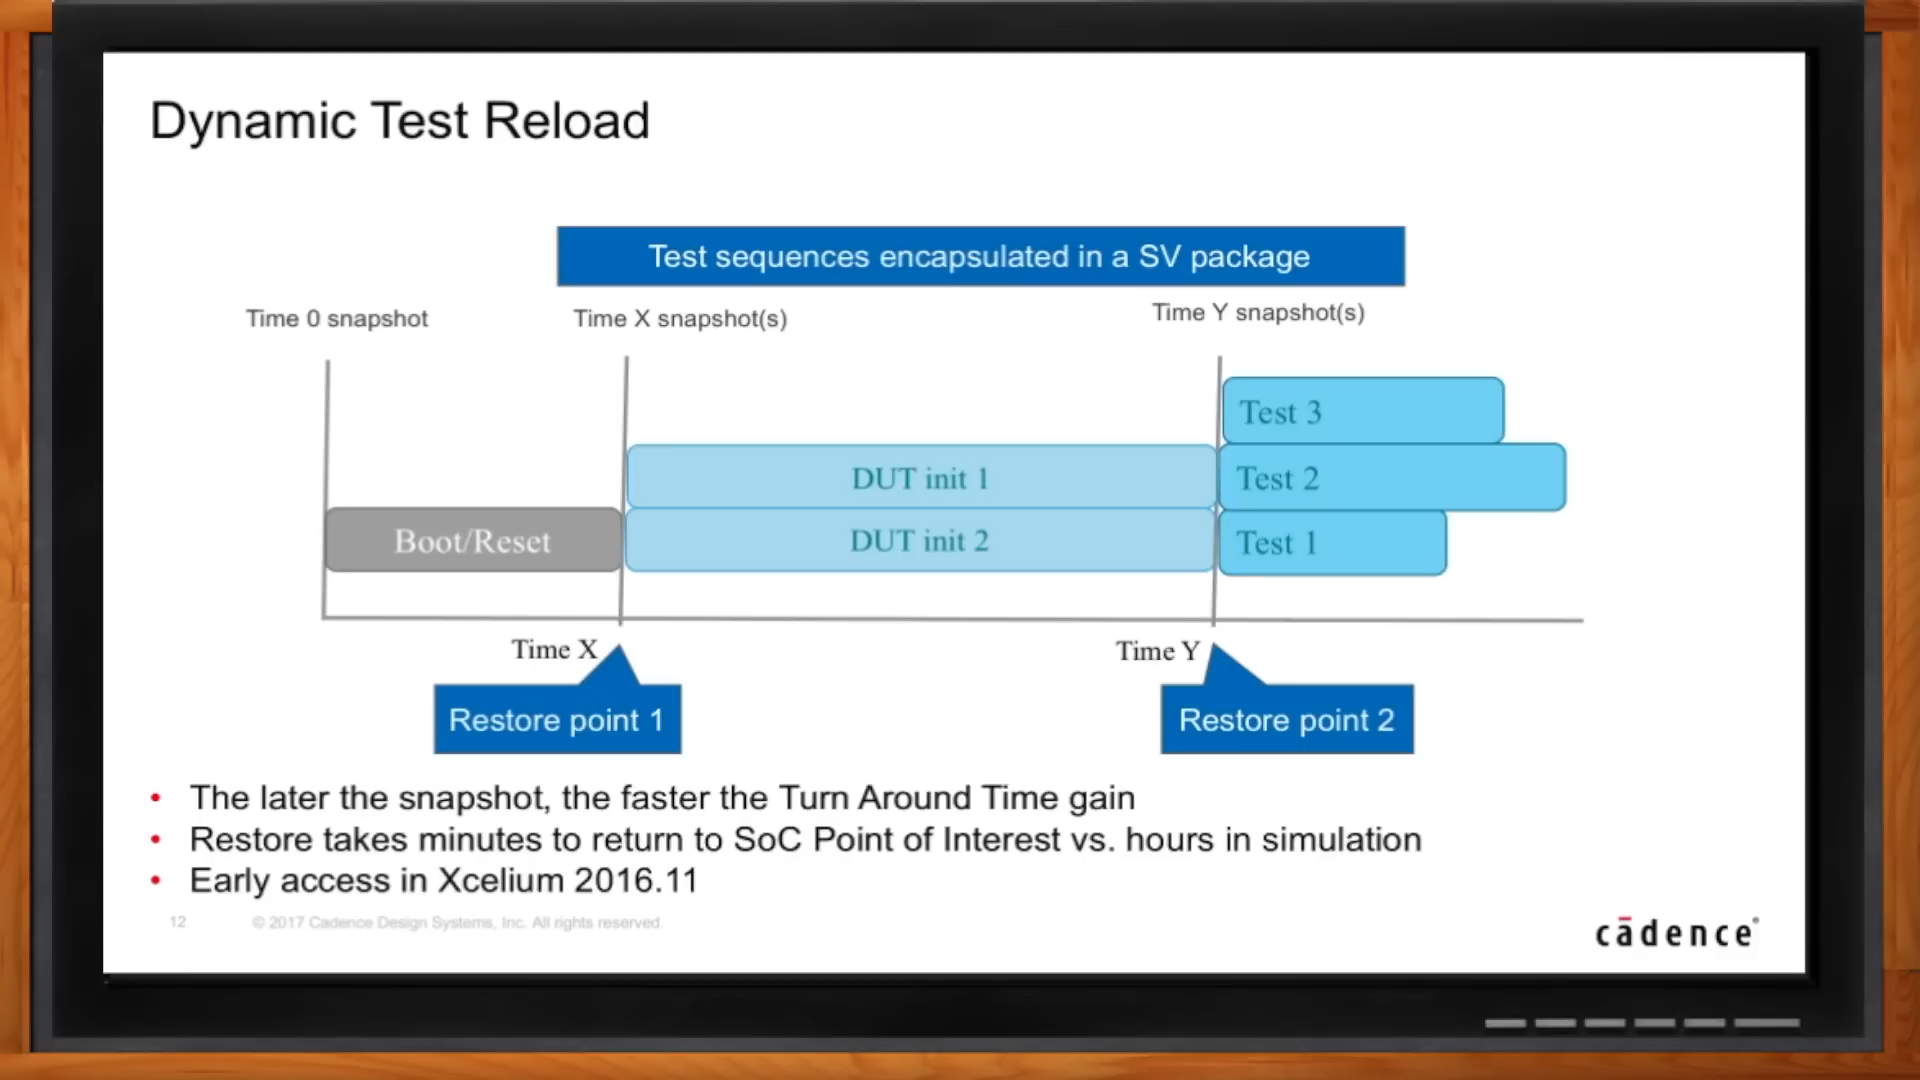 Dynamic Test Reload
Test sequences encapsulated in a SV package
Time 0 snapshot
Time X snapshot(s)
Time Y snapshot(s)
Test 3
DUT init 1
Test 2
Boot/Reset
DUT init 2
Test 1
Time X
Time Y
Restore point 1
Restore point 2
• The later the snapshot, the faster the Turn Around Time gain
• Restore takes minutes to return to SoC Point of Interest vs. hours in simulation
• Early access in Xcelium 2016.11
12
© 2017 Cadence Design Systems, Inc. All rights reserved.
cādence®